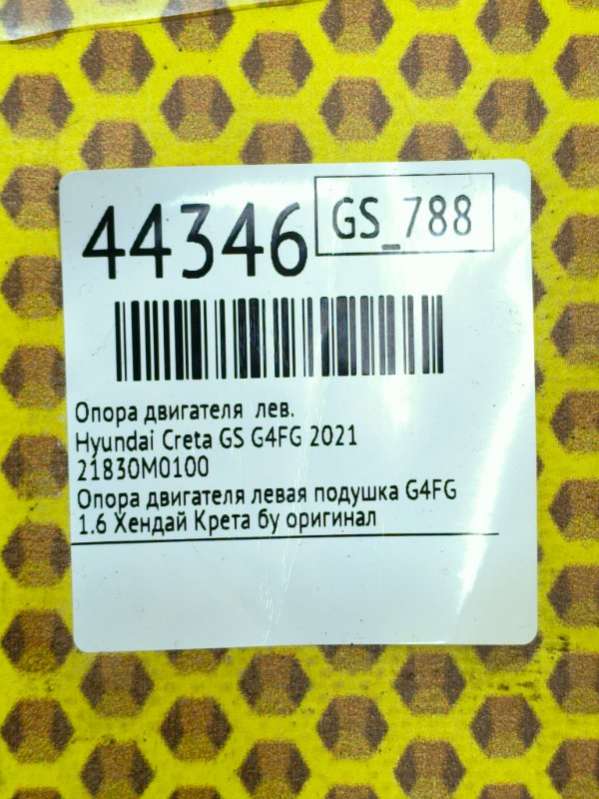 44346
GS_788
Опора двигателя лев.
Hyundai Creta GS G4FG 2021
21830M0100
Опора двигателя левая подушка G4FG
1.6 Хендай Крета бу оригинал